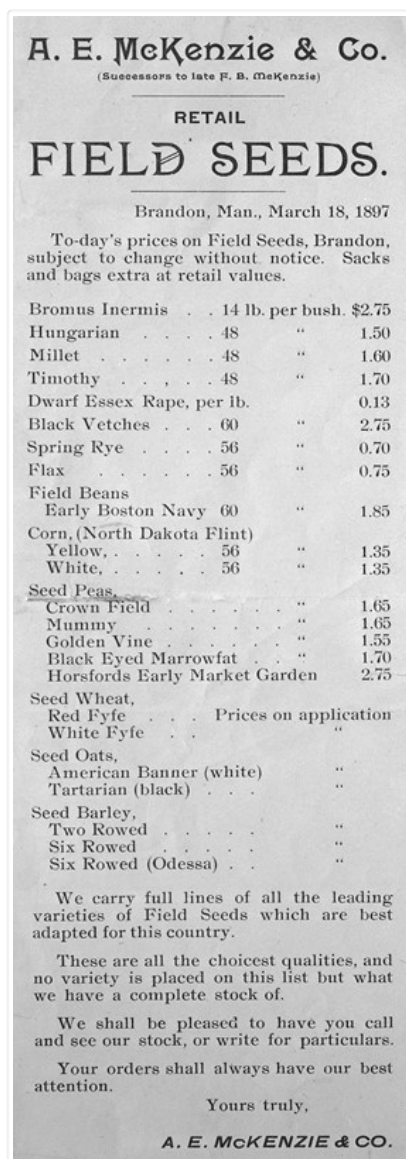 A. E. McKenzie & Co.
(Successors to late F. B. McKenzie)
RETAIL
FIELD SEEDS.
Brandon, Man., March 18, 1897
To-day's prices on Field Seeds, Brandon,
subject to change without notice. Sacks
and bags extra at retail values.
Bromus Inermis . . 14 lb. per bush. $2.75
Hungarian . . . . 48 " 1.50
Millet . . . . . . 48 " 1.60
Timothy . . , . . 48 " 1.70
Dwarf Essex Rape, per lb. 0.13
Black Vetches . . . 60 " 2.75
Spring Rye . . . . 56 " 0.70
Flax . . . . . . 56 " 0.75
Field Beans
Early Boston Navy 60 " 1.85
Corn, (North Dakota Flint)
Yellow, . . . . . 56 " 1.35
White, . . . . . 56 " 1.35
Seed Peas,
Crown Field . . . . . . " 1.65
Mummy . . . . . . . " 1.65
Golden Vine . . . . . . " 1.55
Black Eyed Marrowfat . . " 1.70
Horsfords Early Market Garden 2.75
Seed Wheat,
Red Fyfe . . . Prices on application
White Fyfe . . "
Seed Oats,
American Banner (white) "
Tartarian (black) . . . "
Seed Barley,
Two Rowed . . . . . "
Six Rowed . . . . . "
Six Rowed (Odessa) . . "
We carry full lines of all the leading
varieties of Field Seeds which are best
adapted for this country.
These are all the choicest qualities, and
no variety is placed on this list but what
we have a complete stock of.
We shall be pleased to have you call
and see our stock, or write for particulars.
Your orders shall always have our best
attention.
Yours truly,
A. E. McKENZIE & CO.